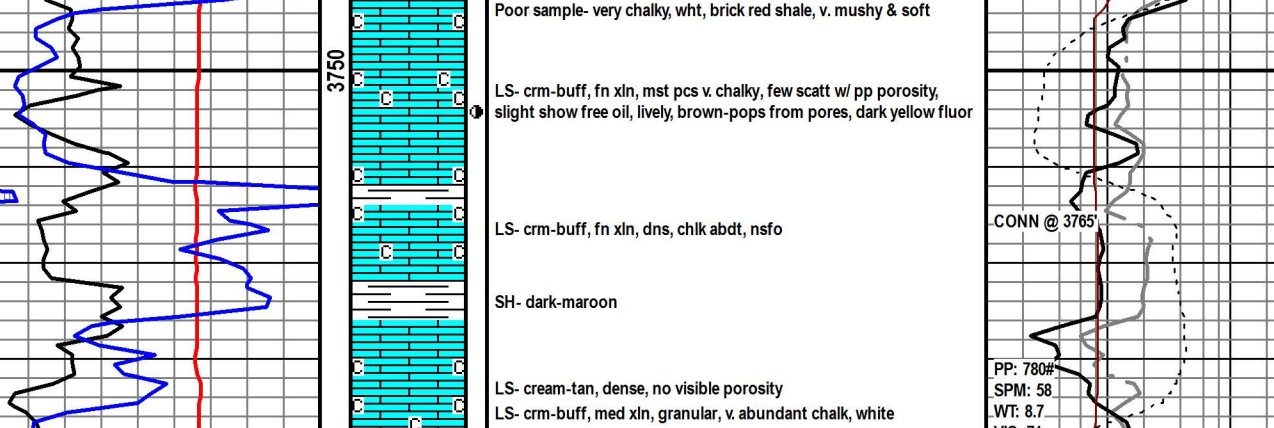 Poor sample- very chalky, wht, brick red shale, v. mushy & soft
C C
3750
C C
LS- crm-buff, fn xln, mst pcs v. chalky, few scatt w/ pp porosity,
C C
slight show free oil, lively, brown-pops from pores, dark yellow fluor
C C
C C
CONN @ 3765'
LS- crm-buff, fn xln, dns, chlk abdt, nsfo
C C
SH- dark-maroon
C C
PP: 780#
LS- cream-tan, dense, no visible porosity
SPM: 58
C C
LS- crm-buff, med xln, granular, v. abundant chalk, white
WT: 8.7
C